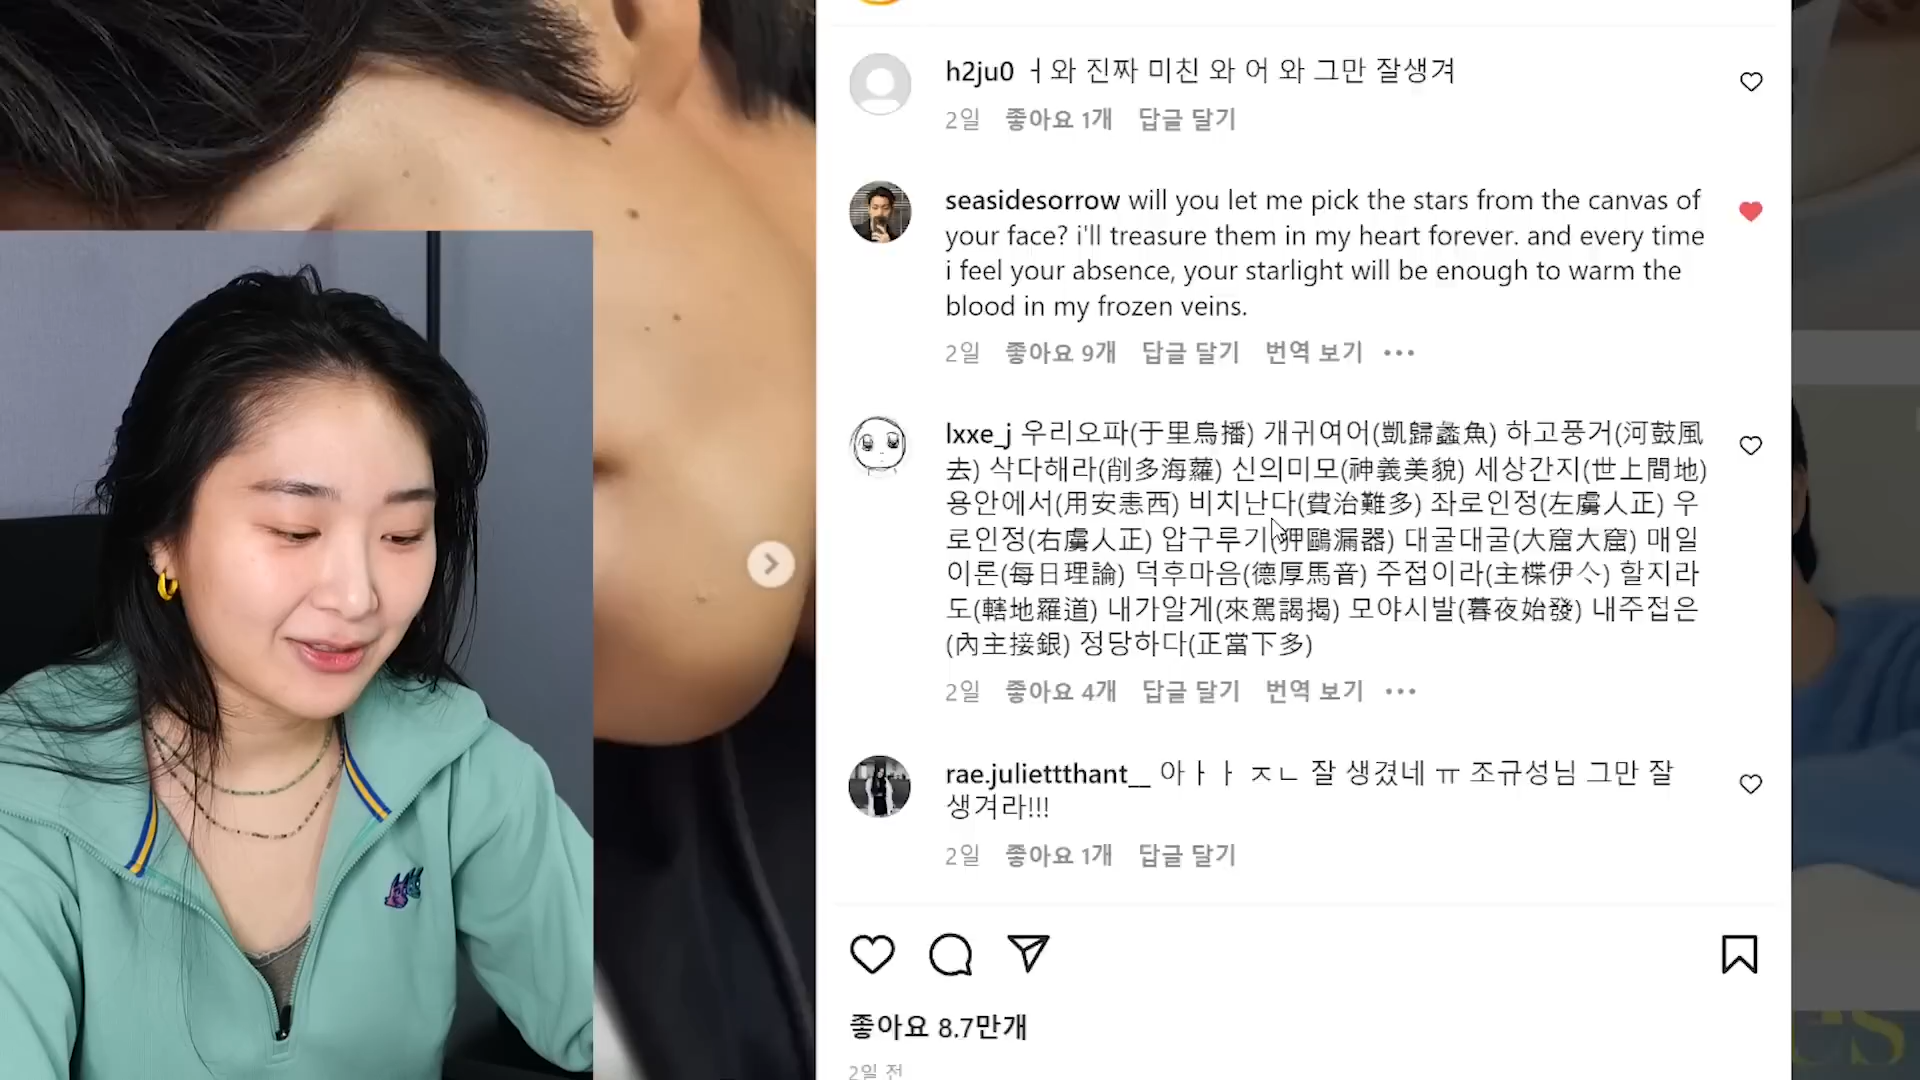 h2ju0 ㅓ와 진짜 미친 와 어 와 그만 잘생겨
2일 좋아요 1개 답글 달기
seasidesorrow will you let me pick the stars from the canvas of
your face? i'll treasure them in my heart forever. and every time
i feel your absence, your starlight will be enough to warm the
blood in my frozen veins.
2일 좋아요 9개 답글 달기 번역 보기 •••
lxxe_j 우리오파(于里烏播) 개귀여어(凱歸蠡魚) 하고풍거(河鼓風
去) 삭다해라(削多海蘿) 신의미모(神義美貌) 세상간지(世上間地)
용안에서(用安恚西) 비치난다(費治難多) 좌로인정(左虜人正) 우
로인정(右虜人正) 압구루기(狎鷗漏器) 대굴대굴(大窟大窟) 매일
이론(每日理論) 덕후마음(德厚馬音) 주접이라(主楪伊亽) 할지라
도(轄地羅道) 내가알게(來駕謁揭) 모야시발(暮夜始發) 내주접은
(內主接銀) 정당하다(正當下多)
2일 좋아요 4개 답글 달기 번역 보기 •••
rae.juliettthant__ 아ㅏㅏ ㅈㄴ 잘 생겼네 ㅠ 조규성님 그만 잘
생겨라!!!
2일 좋아요 1개 답글 달기
좋아요 8.7만개
2일 전
es